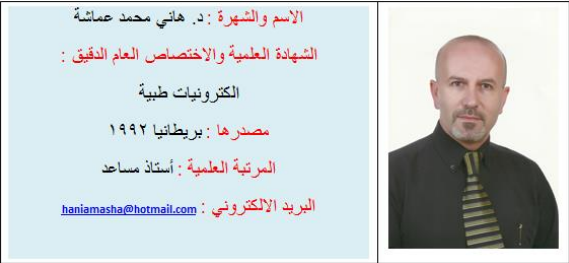 الاسم والشهرة : د. هاني محمد عماشة
الشهادة العلمية والاختصاص العام الدقيق :
الكترونيات طبية
مصدرها : بريطانيا ١٩٩٢
المرتبة العلمية : أستاذ مساعد
البريد الالكتروني : haniamasha@hotmail.com